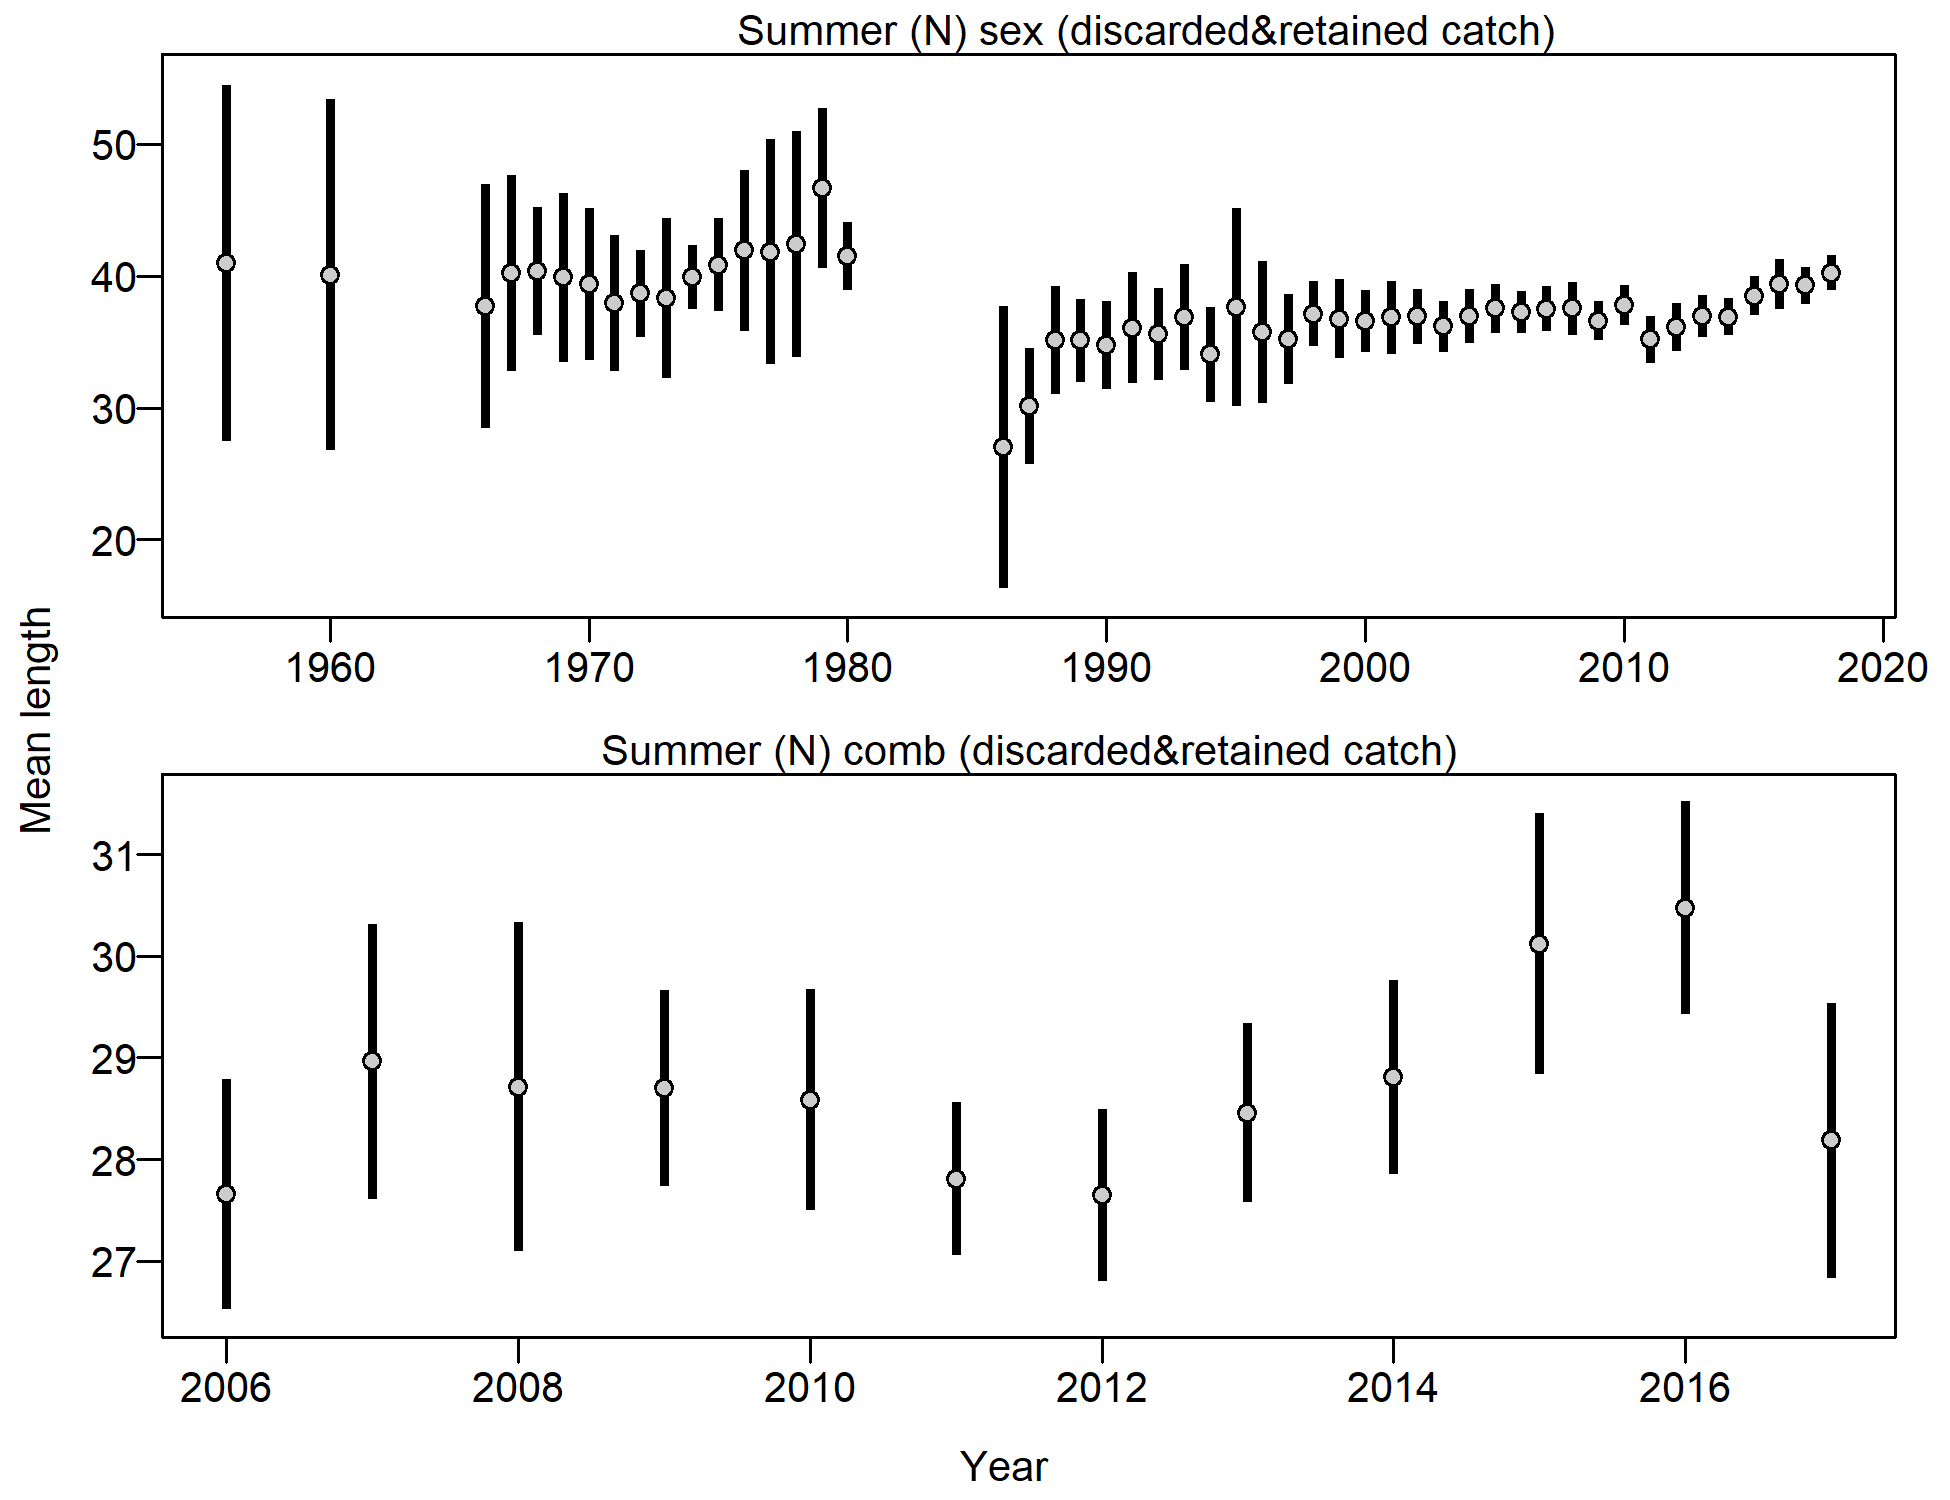 Summer (N) sex (discarded&retained catch)
50
40
30
20
1960 1970 1980 1990 2000 2010 2020
Mean length
Summer (N) comb (discarded&retained catch)
31
30
29
28
27
2006 2008 2010 2012 2014 2016
Year